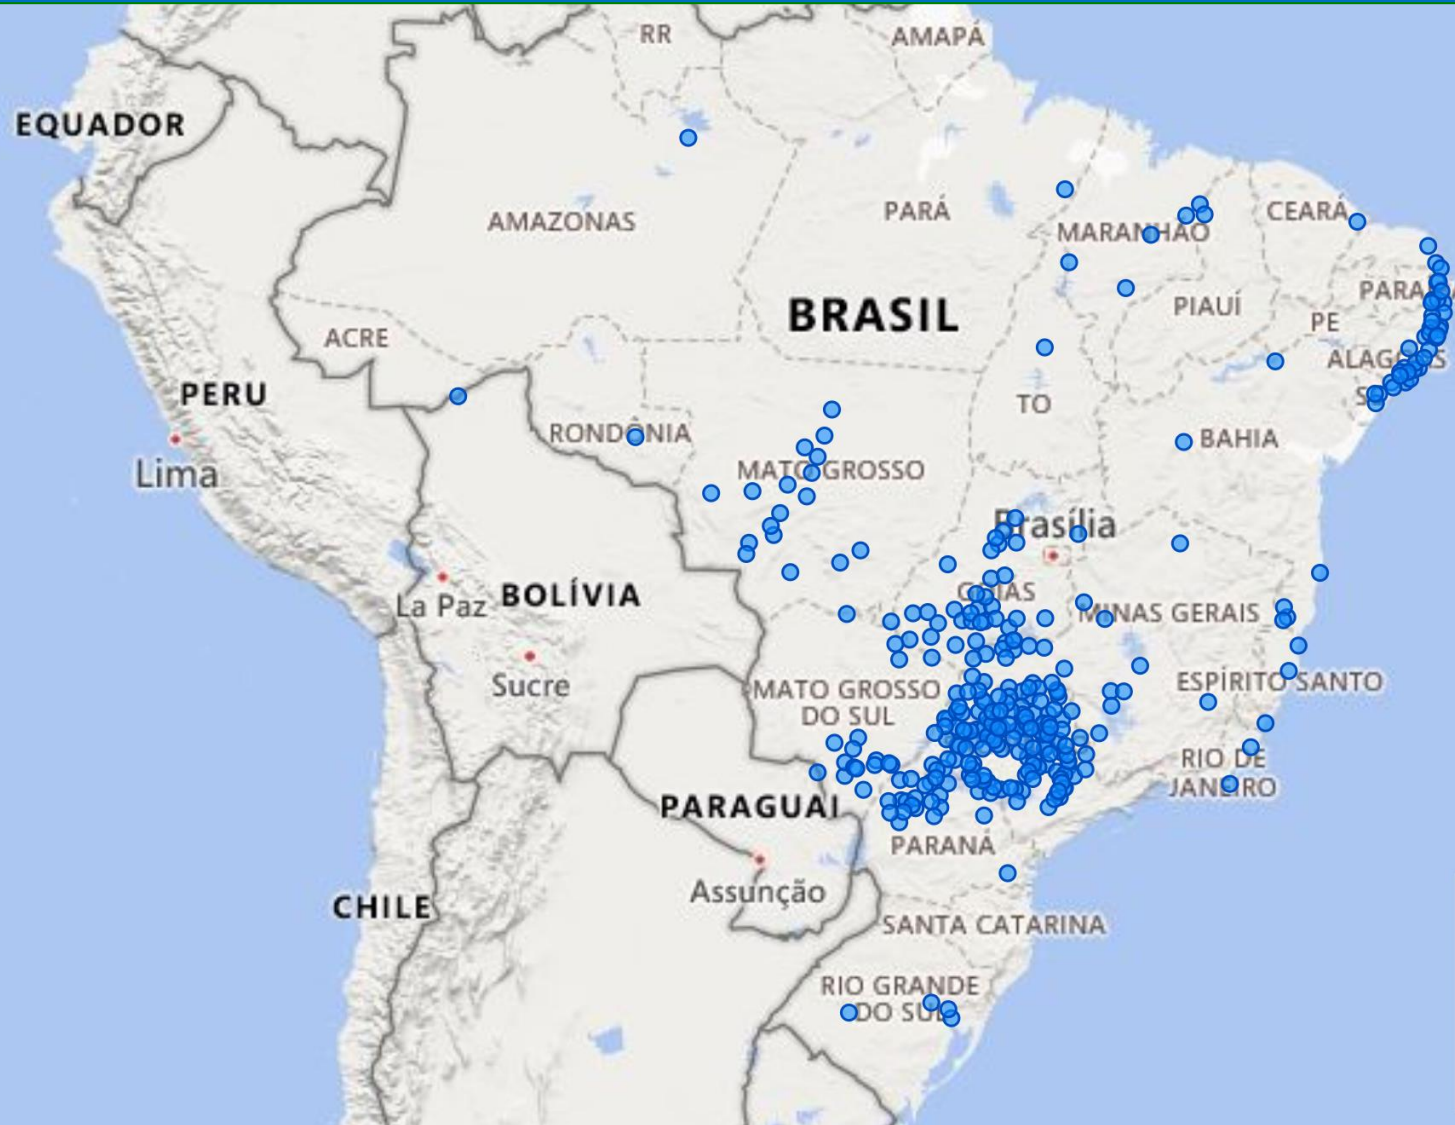 RR
AMAPÁ
EQUADOR
AMAZONAS
PARÁ
MARANHÃO
CEARÁ
BRASIL
PIAUÍ
PARA
PE
ACRE
ALAGOAS
PERU
TO
S
Lima
RONDÔNIA
MATO GROSSO
BAHIA
Brasília
La Paz
BOLÍVIA
GOIÁS
MINAS GERAIS
Sucre
MATO GROSSO
DO SUL
ESPÍRITO SANTO
RIO DE
JANEIRO
PARAGUAI
PARANÁ
Assunção
CHILE
SANTA CATARINA
RIO GRANDE
DO SUL